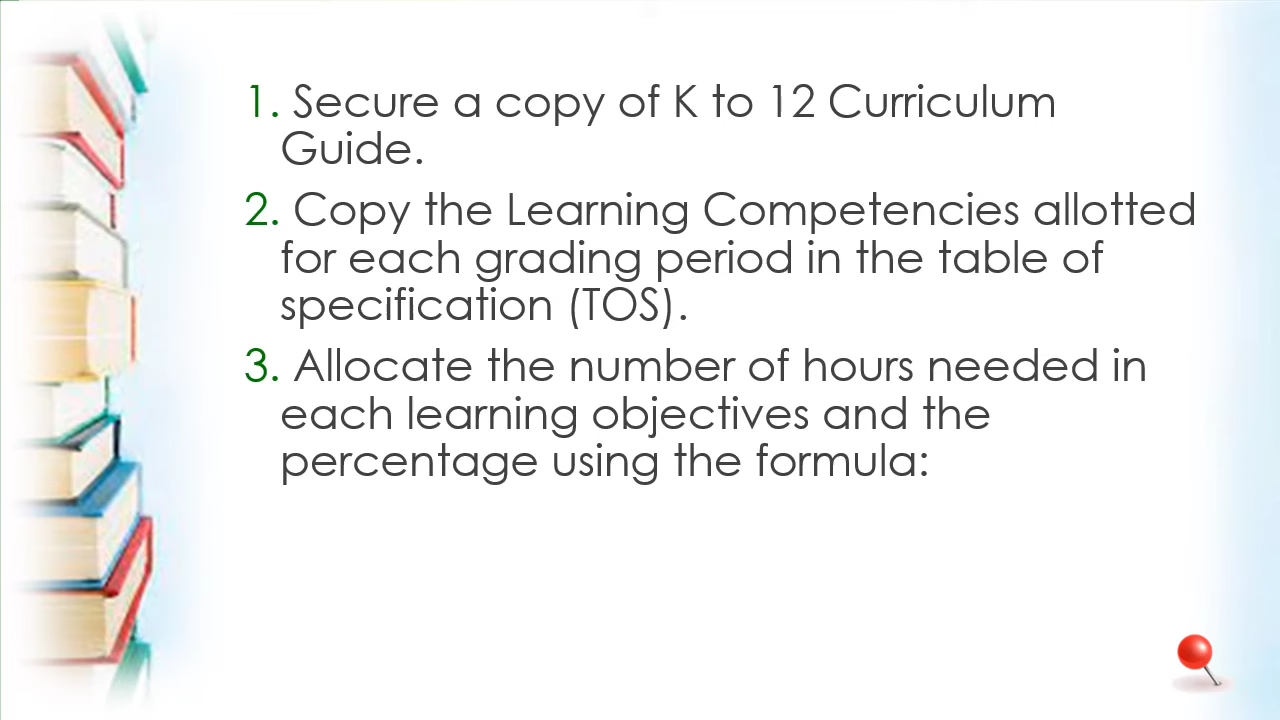 1. Secure a copy of K to 12 Curriculum
Guide.
2. Copy the Learning Competencies allotted
for each grading period in the table of
specification (TOS).
3. Allocate the number of hours needed in
each learning objectives and the
percentage using the formula: